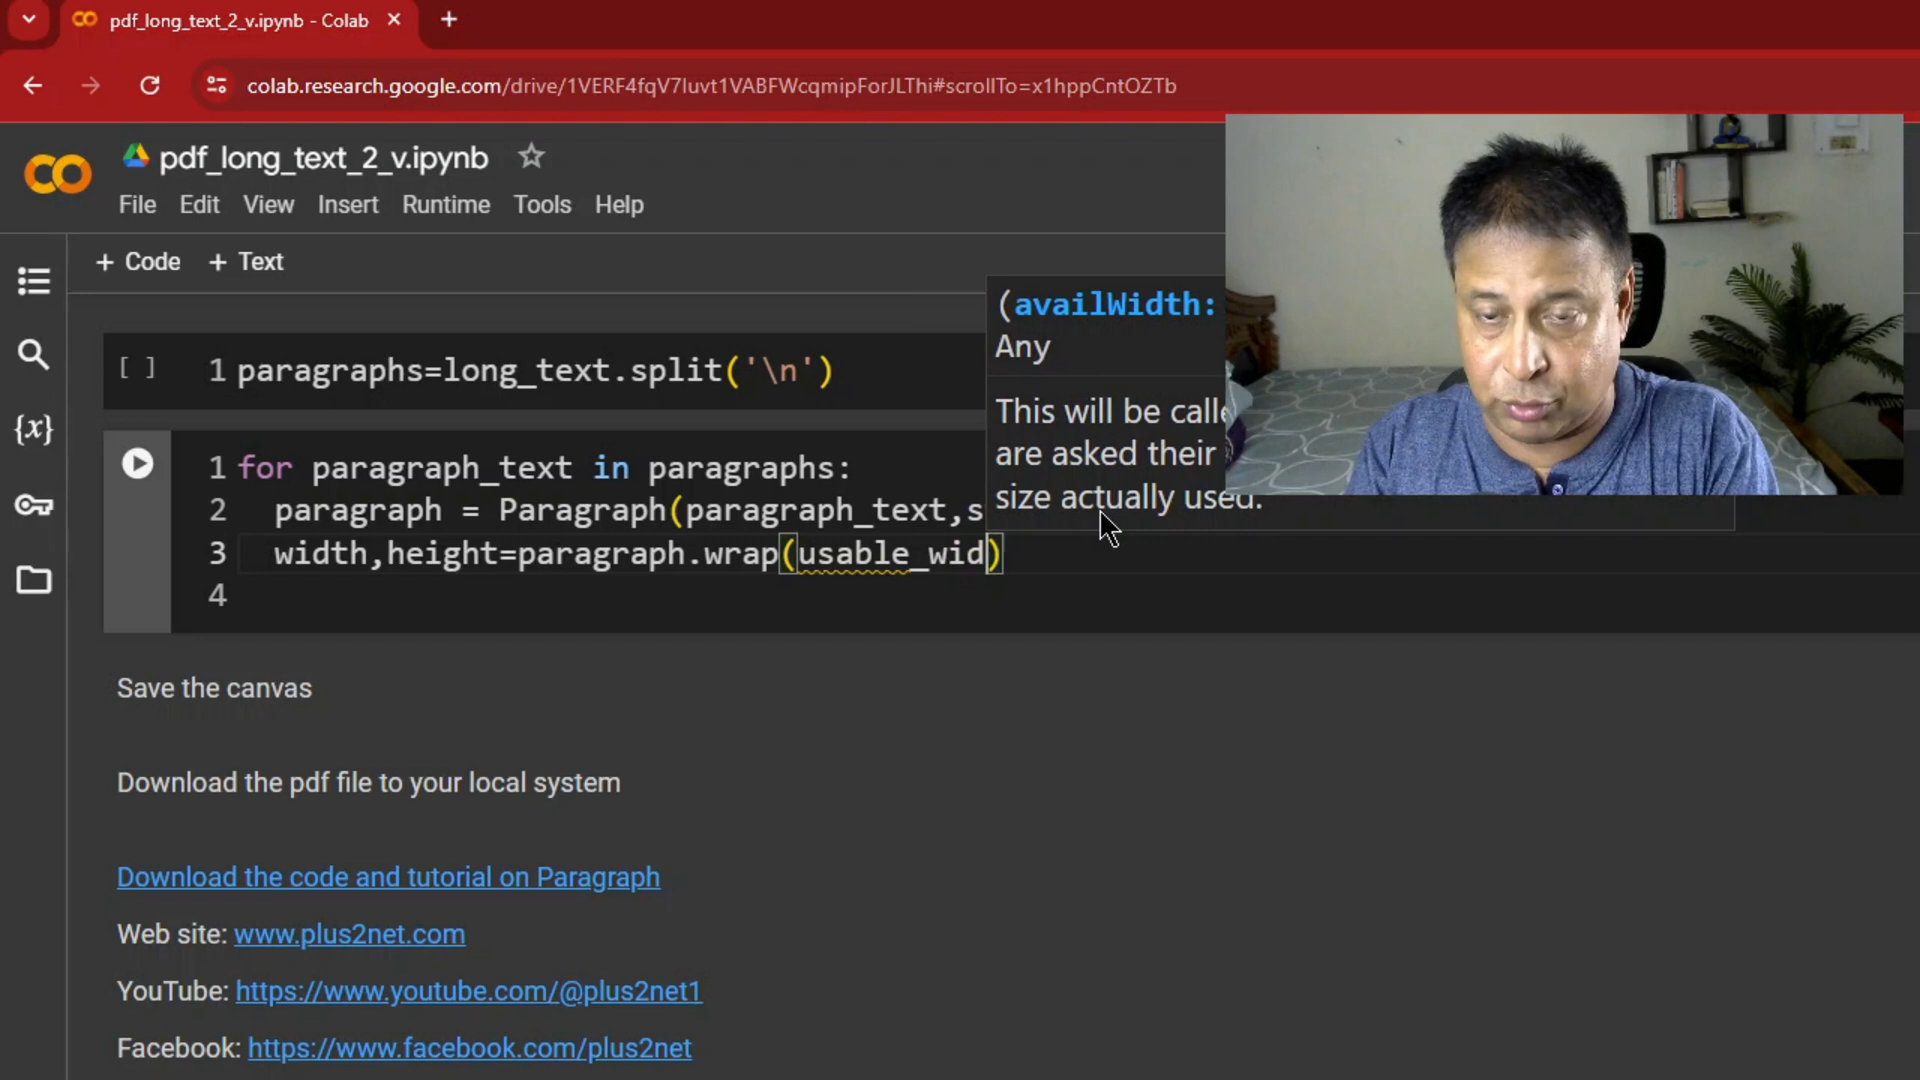 pdf_long_text_2_v.ipynb - Colab
colab.research.google.com/drive/1VERF4fqV7Iuvt1VABFWcqmipForJLThi#scrollTo=x1hppCntOZTb
pdf_long_text_2_v.ipynb
File Edit View Insert Runtime Tools Help
+ Code + Text
(availWidth:
Any
This will be calle
are asked their
size actually used.
[ ] 1 paragraphs=long_text.split('\n')
1 for paragraph_text in paragraphs:
2 paragraph = Paragraph(paragraph_text,s
3 width,height=paragraph.wrap(usable_wid)
4
Save the canvas
Download the pdf file to your local system
Download the code and tutorial on Paragraph
Web site: www.plus2net.com
YouTube: https://www.youtube.com/@plus2net1
Facebook: https://www.facebook.com/plus2net